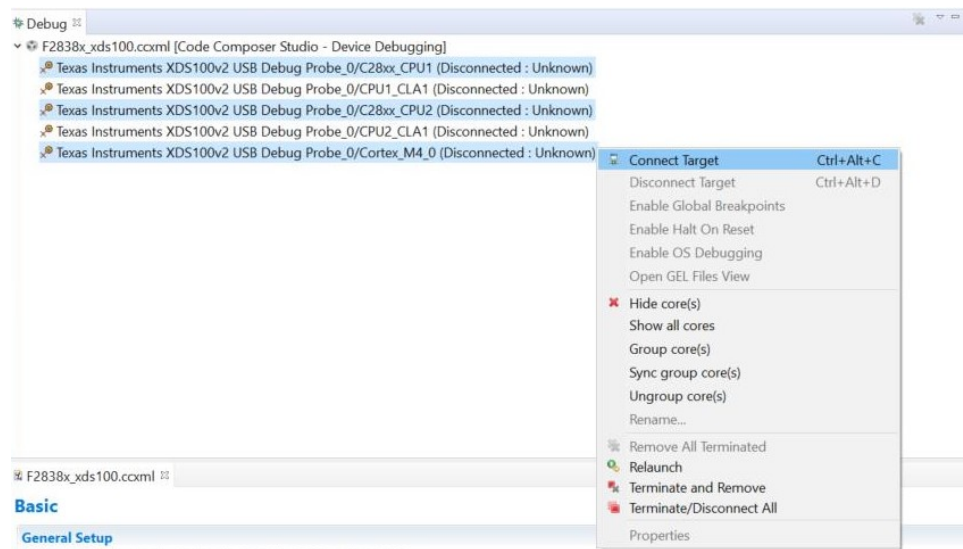 Debug
F2838x_xds100.ccxml [Code Composer Studio - Device Debugging]
Texas Instruments XDS100v2 USB Debug Probe_0/C28xx_CPU1 (Disconnected : Unknown)
Texas Instruments XDS100v2 USB Debug Probe_0/CPU1_CLA1 (Disconnected : Unknown)
Texas Instruments XDS100v2 USB Debug Probe_0/C28xx_CPU2 (Disconnected : Unknown)
Texas Instruments XDS100v2 USB Debug Probe_0/CPU2_CLA1 (Disconnected : Unknown)
Texas Instruments XDS100v2 USB Debug Probe_0/Cortex_M4_0 (Disconnected : Unknown)
Connect Target Ctrl+Alt+C
Disconnect Target Ctrl+Alt+D
Enable Global Breakpoints
Enable Halt On Reset
Enable OS Debugging
Open GEL Files View
Hide core(s)
Show all cores
Group core(s)
Sync group core(s)
Ungroup core(s)
Rename...
Remove All Terminated
Relaunch
Terminate and Remove
Terminate/Disconnect All
Properties
F2838x_xds100.ccxml
Basic
General Setup